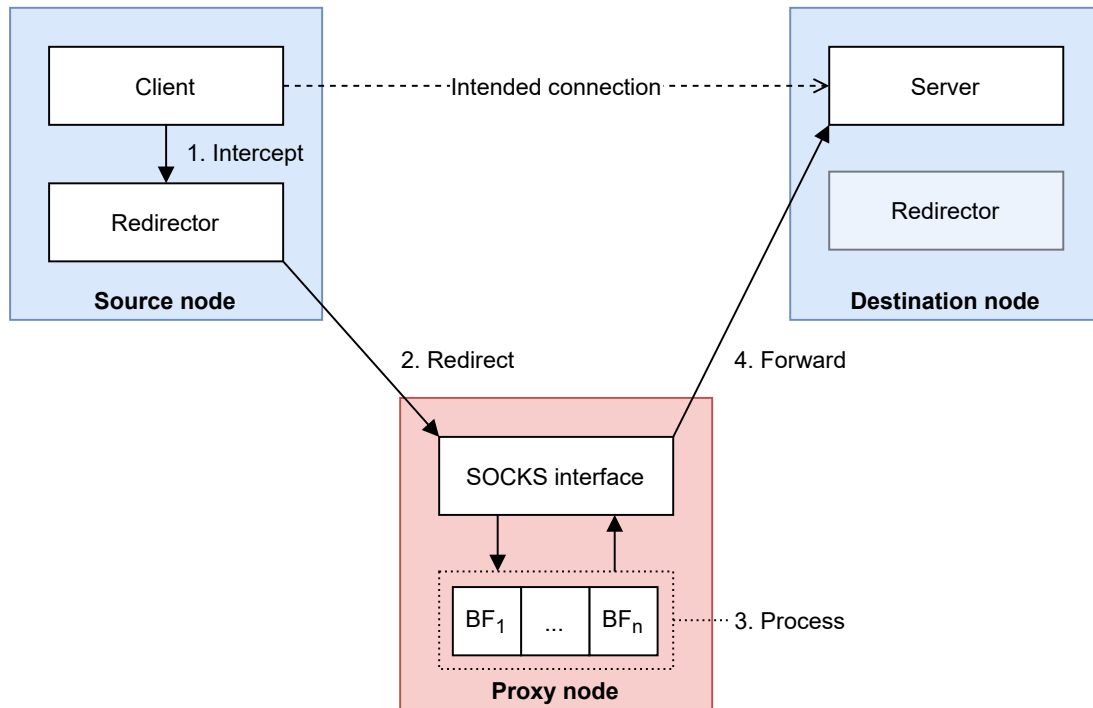 Client
Intended connection
Server
1. Intercept
Redirector
Redirector
Source node
Destination node
2. Redirect
4. Forward
SOCKS interface
BF1
...
BFn
3. Process
Proxy node